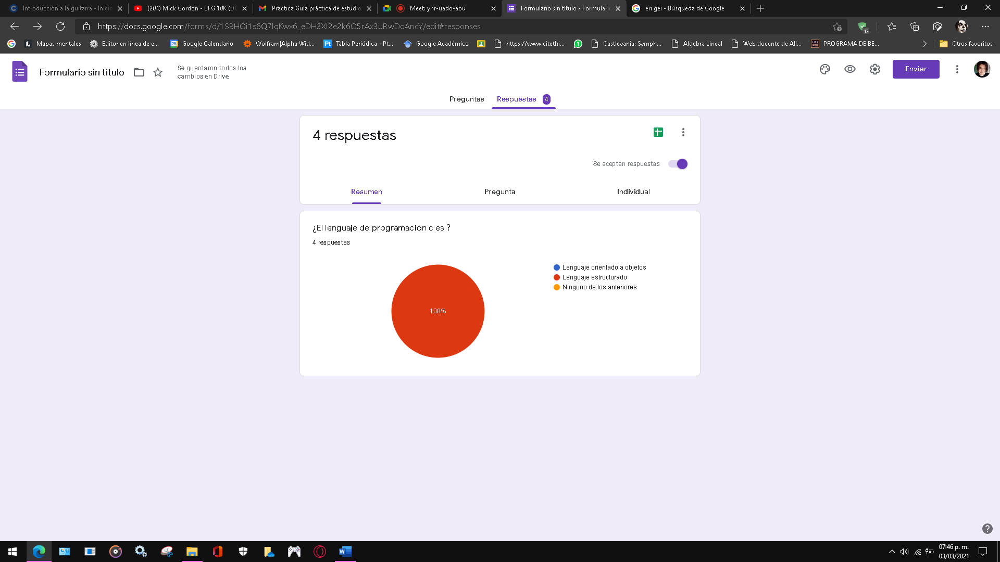 Introducción a la guitarra - Inicio
(204) Mick Gordon - BFG 10K (DO
Práctica Guía práctica de estudio
Meet: yhr-uado-aou
Formulario sin título - Formulario
eri gei - Búsqueda de Google
https://docs.google.com/forms/d/1SBHOi1s6Q7lqKwx6_eDH3XI2e2k6O5rAx3uRwDoAncY/edit#responses
17
Mapas mentales
Editor en línea de e...
25
Google Calendario
Wolfram|Alpha Wid...
Pt
Tabla Periódica - Pt...
Google Académico
https://www.citethi...
1
Castlevania: Symph...
Algebra Lineal
Web docente de Ali...
PROGRAMA DE BE...
Otros favoritos
Formulario sin título
Se guardaron todos los
cambios en Drive
Enviar
Preguntas
Respuestas
4
4 respuestas
Se aceptan respuestas
Resumen
Pregunta
Individual
¿El lenguaje de programación c es ?
4 respuestas
100%
Lenguaje orientado a objetos
Lenguaje estructurado
Ninguno de los anteriores
07:46 p. m.
03/03/2021